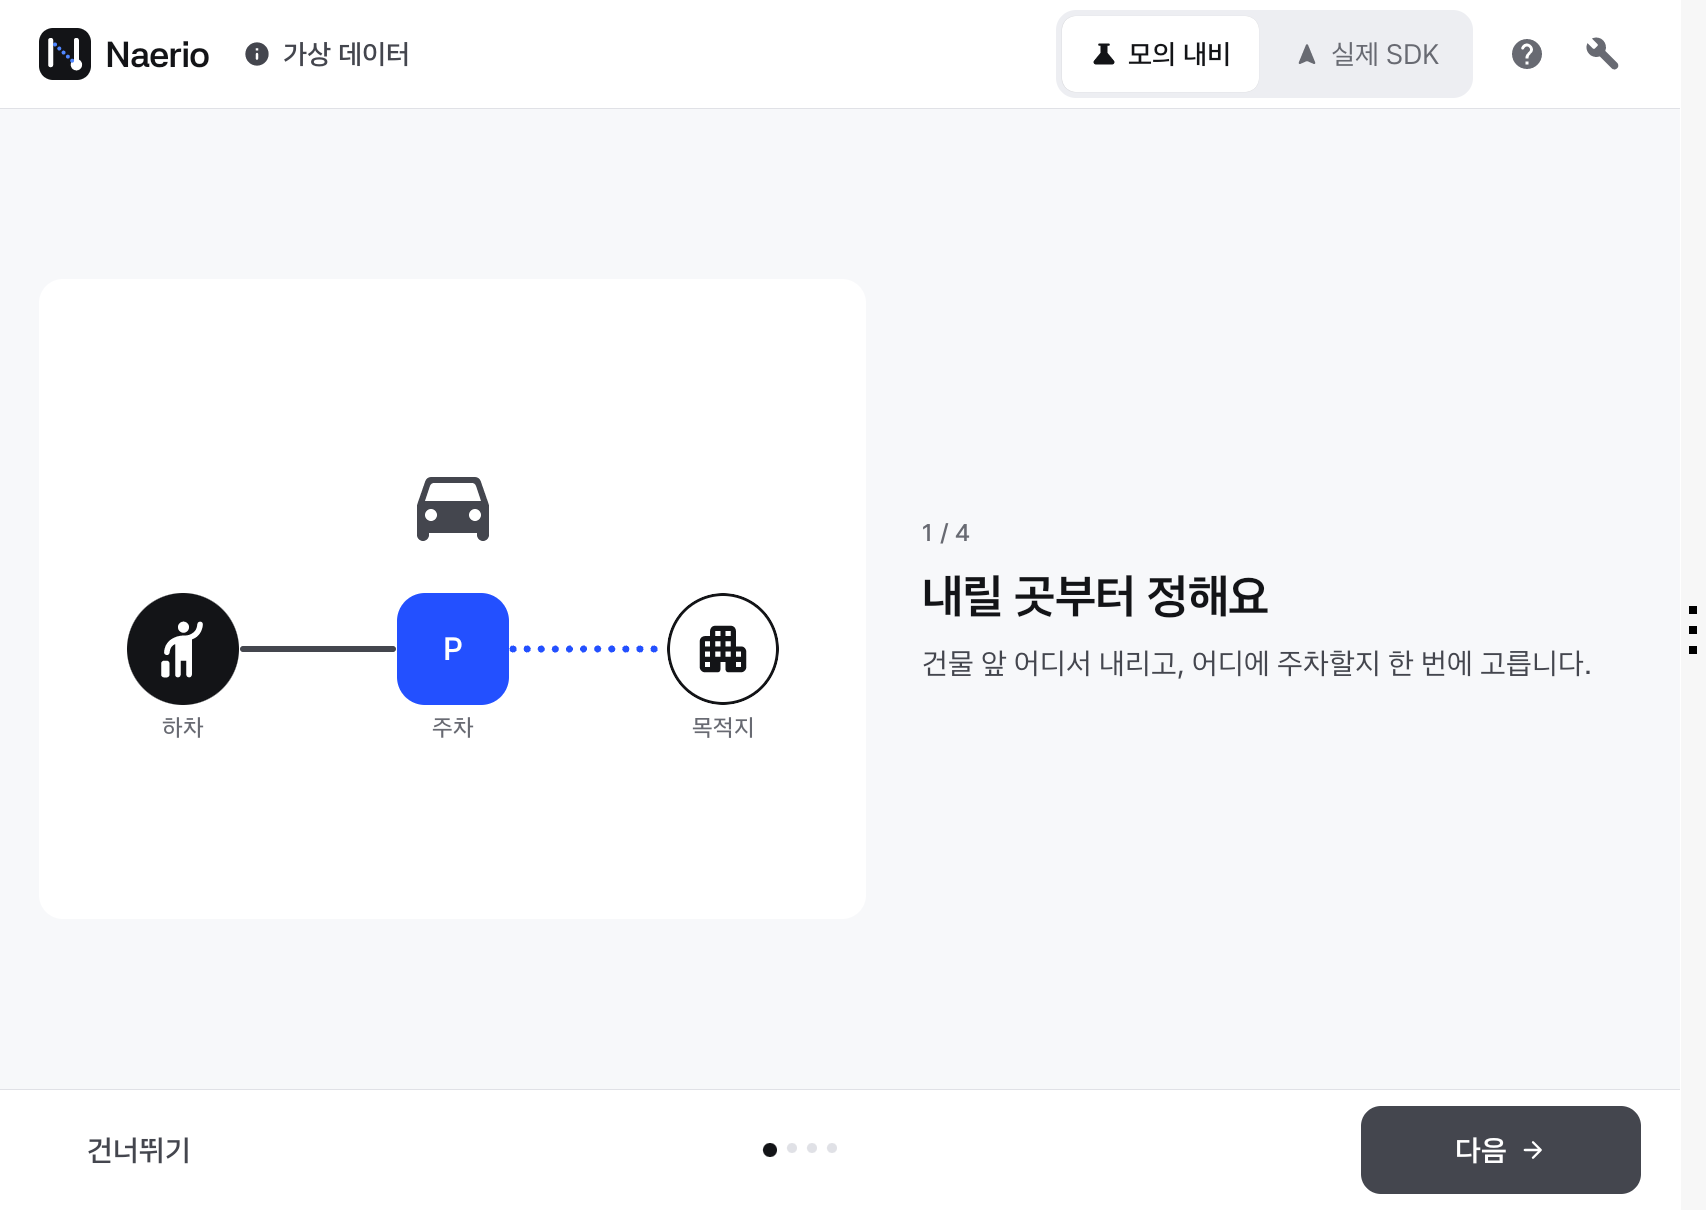 Naerio
가상 데이터
모의 내비
실제 SDK
P
하차
주차
목적지
1 / 4
내릴 곳부터 정해요
건물 앞 어디서 내리고, 어디에 주차할지 한 번에 고릅니다.
건너뛰기
다음 →